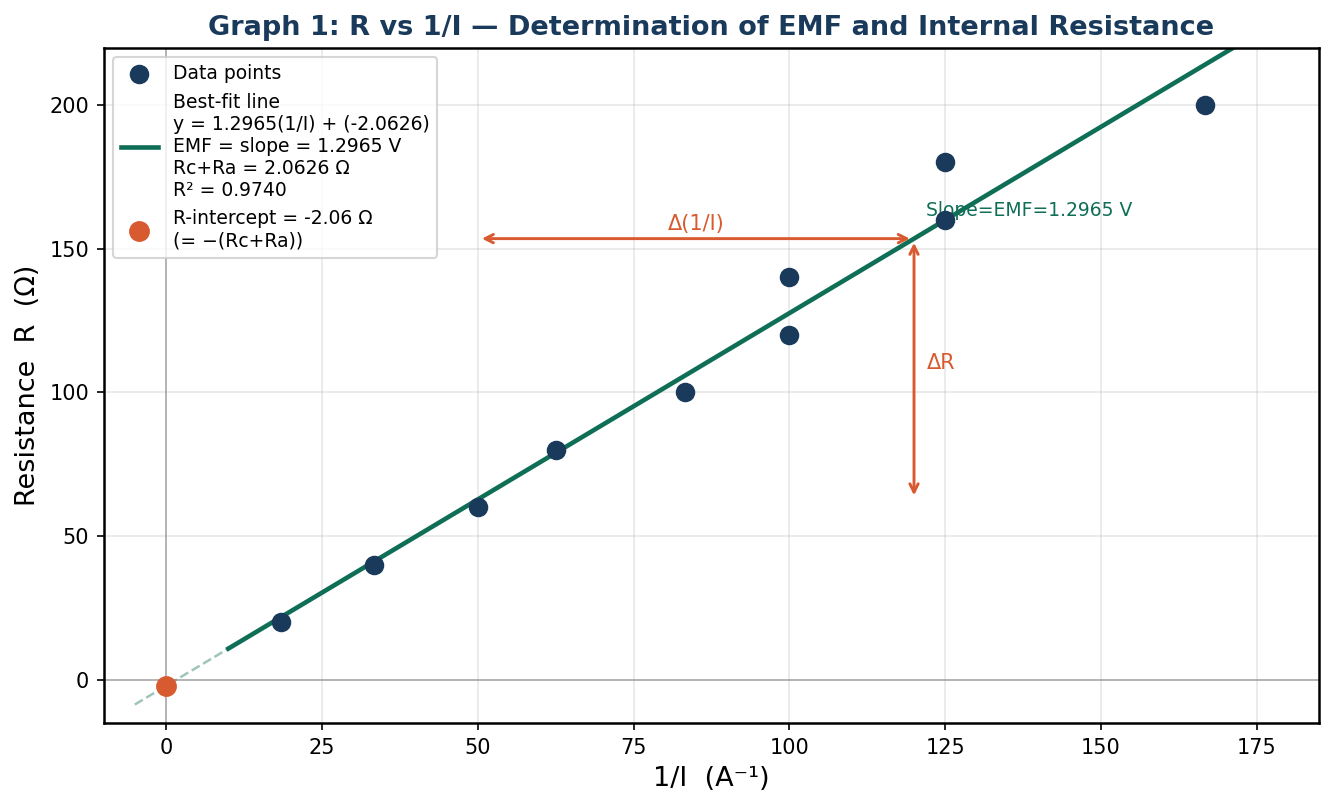 Graph 1: R vs 1/I — Determination of EMF and Internal Resistance
Data points
Best-fit line
y = 1.2965(1/I) + (-2.0626)
EMF = slope = 1.2965 V
Rc+Ra = 2.0626 Ω
R² = 0.9740
R-intercept = -2.06 Ω
(= −(Rc+Ra))
Δ(1/I)
Slope=EMF=1.2965 V
ΔR
Resistance R (Ω)
200
150
100
50
0
0 25 50 75 100 125 150 175
1/I (A⁻¹)